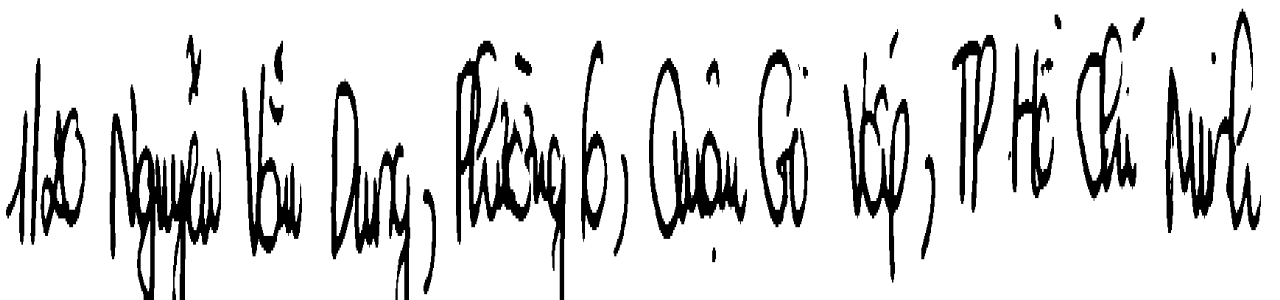 1120 Nguyễn Văn Dung, Phường 6, Quận Gò Vấp, TP Hồ Chí Minh